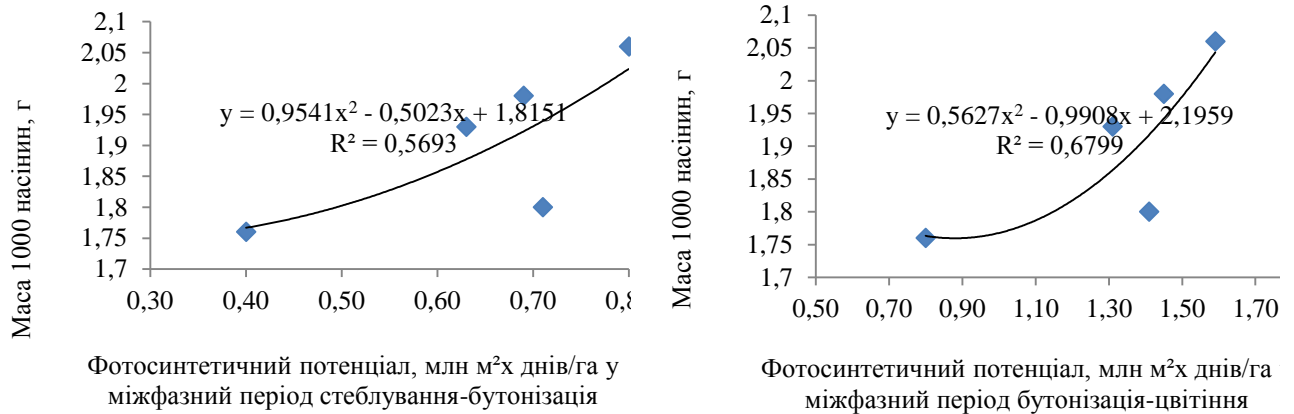 Маса 1000 насінин, г
2,1
2,05
2
1,95
1,9
1,85
1,8
1,75
1,7
y = 0,9541x² - 0,5023x + 1,8151
R² = 0,5693
0,30 0,40 0,50 0,60 0,70 0,8
Фотосинтетичний потенціал, млн м²х днів/га у
міжфазний період стеблування-бутонізація
Маса 1000 насінин, г
2,1
2,05
2
1,95
1,9
1,85
1,8
1,75
1,7
y = 0,5627x² - 0,9908x + 2,1959
R² = 0,6799
0,50 0,70 0,90 1,10 1,30 1,50 1,70
Фотосинтетичний потенціал, млн м²х днів/га
міжфазний період бутонізація-цвітіння